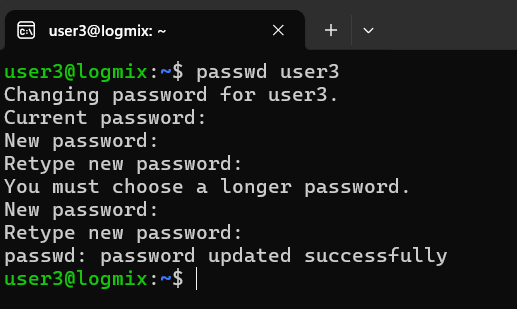 user3@logmix: ~
user3@logmix:~$ passwd user3
Changing password for user3.
Current password:
New password:
Retype new password:
You must choose a longer password.
New password:
Retype new password:
passwd: password updated successfully
user3@logmix:~$